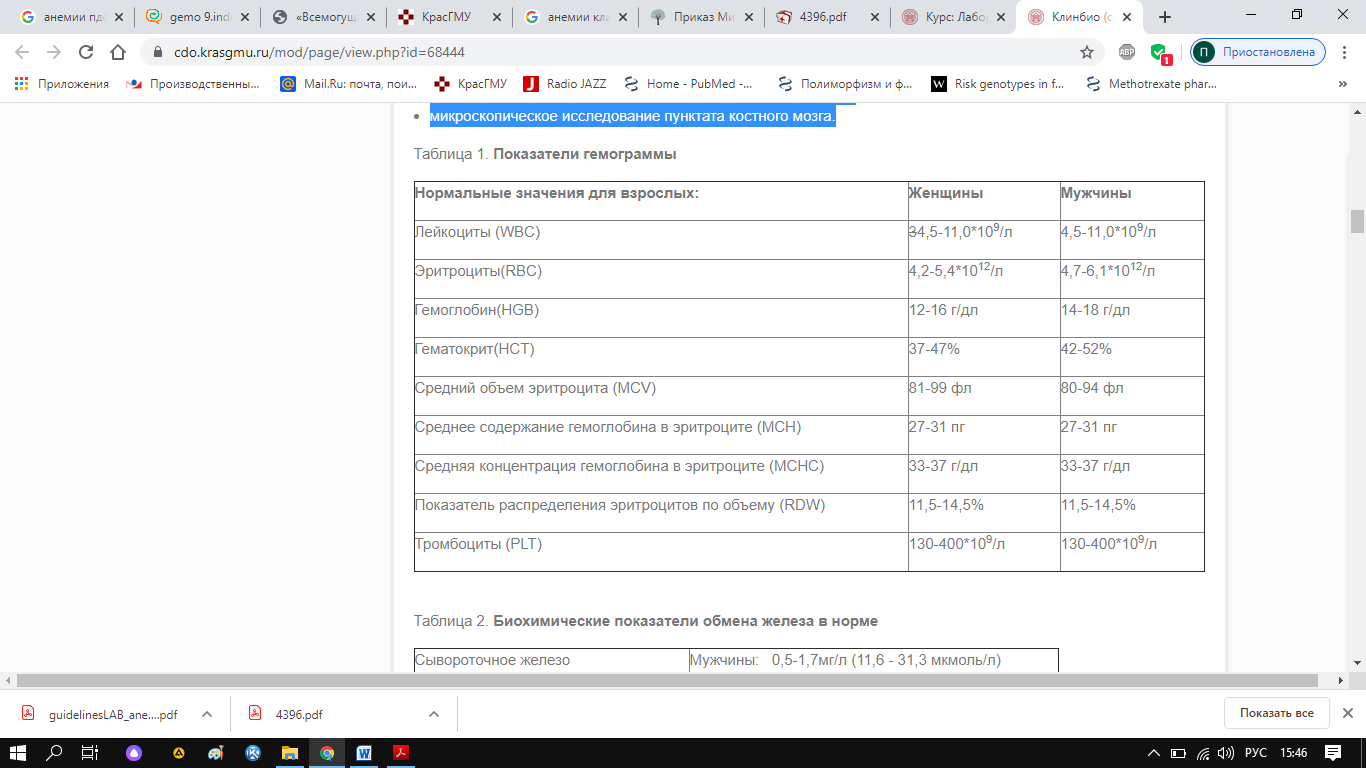 анемии пдф
gemo 9.indd
«Всемогущ
КрасГМУ
анемии кли
Приказ Ми
4396.pdf
Курс: Лабор
Клинбио (с
cdo.krasgmu.ru/mod/page/view.php?id=68444
ABP
1
П Приостановлена
Приложения
Производственны...
Mail.Ru: почта, пои...
КрасГМУ
Radio JAZZ
Home - PubMed -...
Полиморфизм и ф...
Risk genotypes in f...
Methotrexate phar...
»
• микроскопическое исследование пунктата костного мозга.
Таблица 1. Показатели гемограммы
Нормальные значения для взрослых: Женщины Мужчины
Лейкоциты (WBC) 34,5-11,0*10⁹/л 4,5-11,0*10⁹/л
Эритроциты(RBC) 4,2-5,4*10¹²/л 4,7-6,1*10¹²/л
Гемоглобин(HGB) 12-16 г/дл 14-18 г/дл
Гематокрит(HCT) 37-47% 42-52%
Средний объем эритроцита (MCV) 81-99 фл 80-94 фл
Среднее содержание гемоглобина в эритроците (MCH) 27-31 пг 27-31 пг
Средняя концентрация гемоглобина в эритроците (MCHC) 33-37 г/дл 33-37 г/дл
Показатель распределения эритроцитов по объему (RDW) 11,5-14,5% 11,5-14,5%
Тромбоциты (PLT) 130-400*10⁹/л 130-400*10⁹/л
Таблица 2. Биохимические показатели обмена железа в норме
Сывороточное железо Мужчины: 0,5-1,7мг/л (11,6 - 31,3 мкмоль/л)
guidelinesLAB_ane....pdf
4396.pdf
Показать все
РУС 15:46